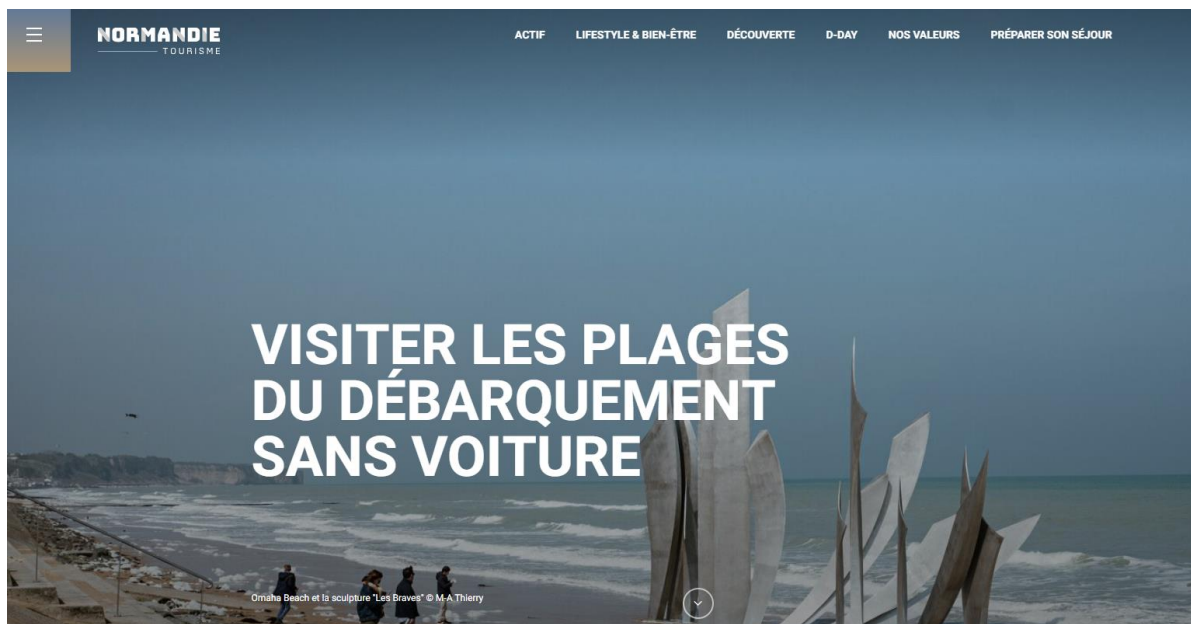 NORMANDIE
TOURISME
ACTIF LIFESTYLE & BIEN-ÊTRE DÉCOUVERTE D-DAY NOS VALEURS PRÉPARER SON SÉJOUR
VISITER LES PLAGES
DU DÉBARQUEMENT
SANS VOITURE
Omaha Beach et la sculpture "Les Braves" © M-A Thierry